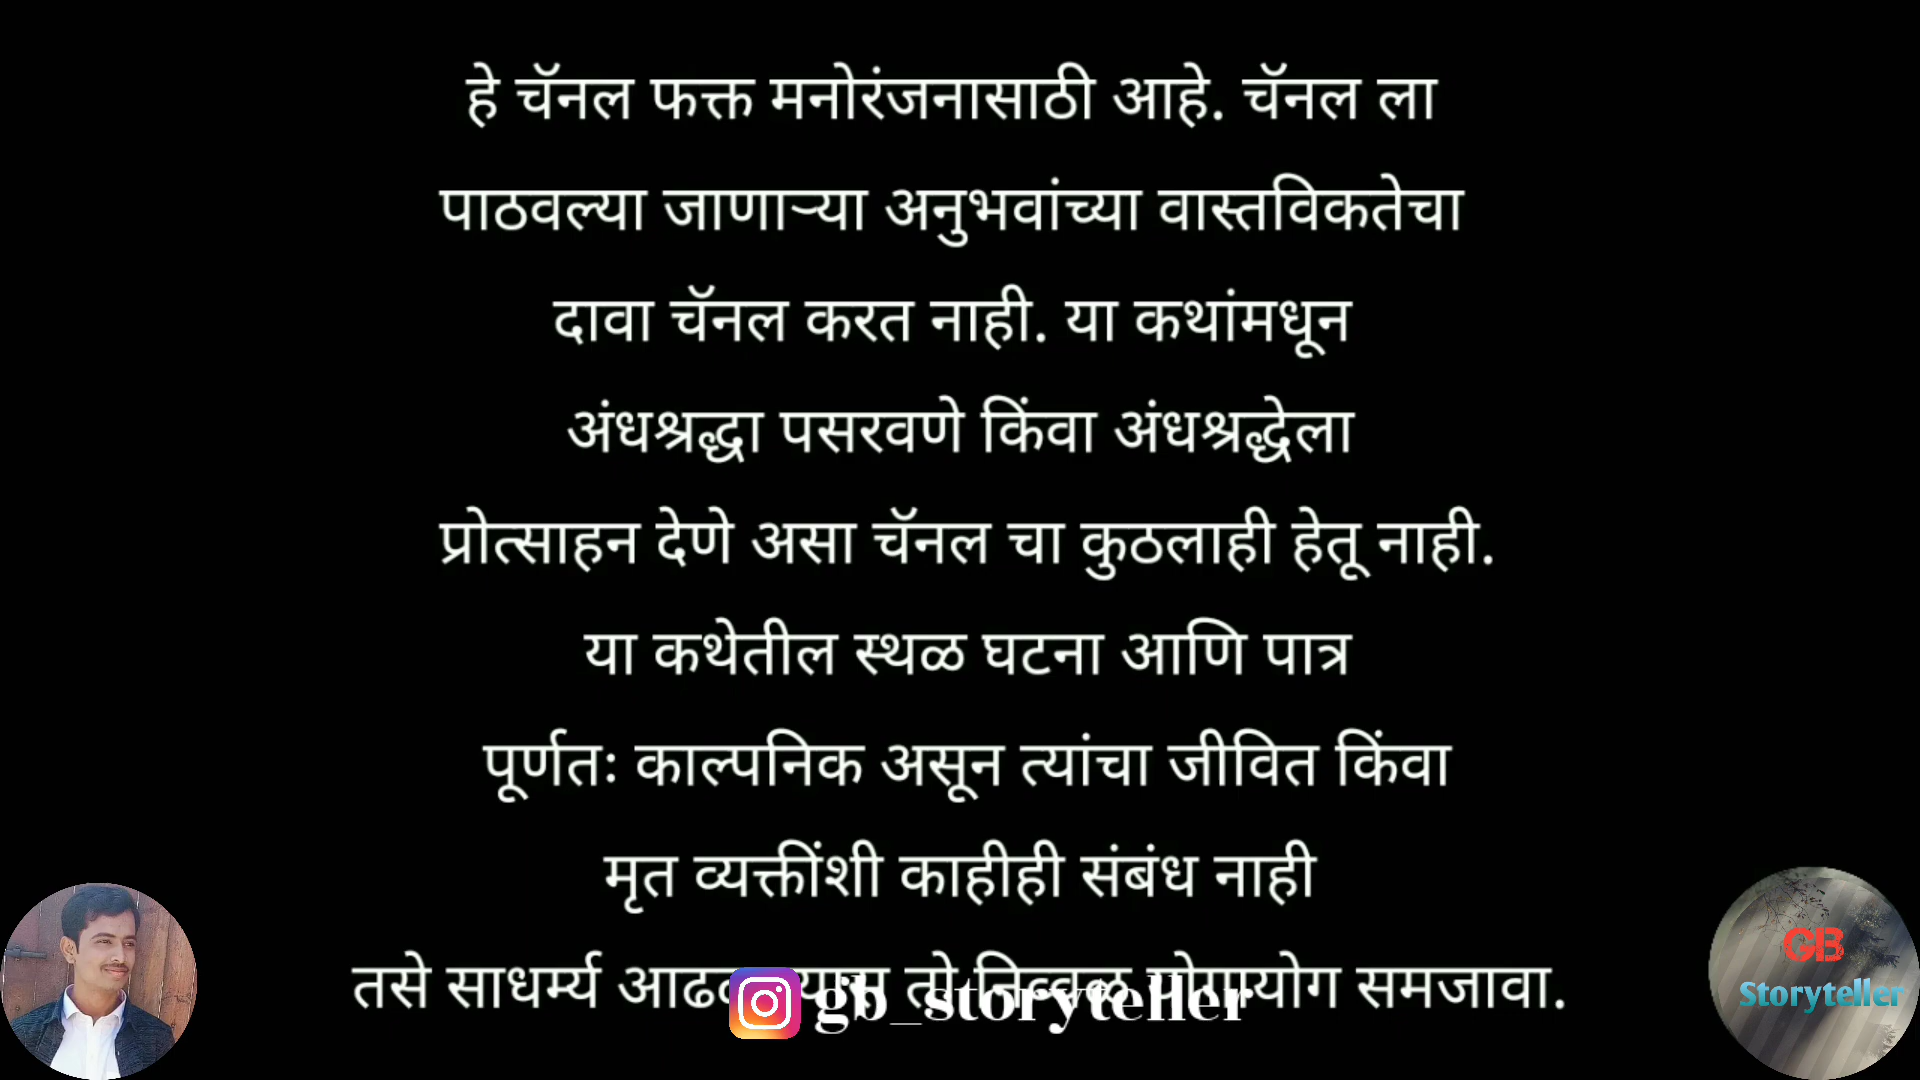 हे चॅनल फक्त मनोरंजनासाठी आहे. चॅनल ला
पाठवल्या जाणाऱ्या अनुभवांच्या वास्तविकतेचा
दावा चॅनल करत नाही. या कथांमधून
अंधश्रद्धा पसरवणे किंवा अंधश्रद्धेला
प्रोत्साहन देणे असा चॅनल चा कुठलाही हेतू नाही.
या कथेतील स्थळ घटना आणि पात्र
पूर्णतः काल्पनिक असून त्यांचा जीवित किंवा
मृत व्यक्तींशी काहीही संबंध नाही
तसे साधर्म्य तो समजावा.
gb_storyteller
GB
Storyteller